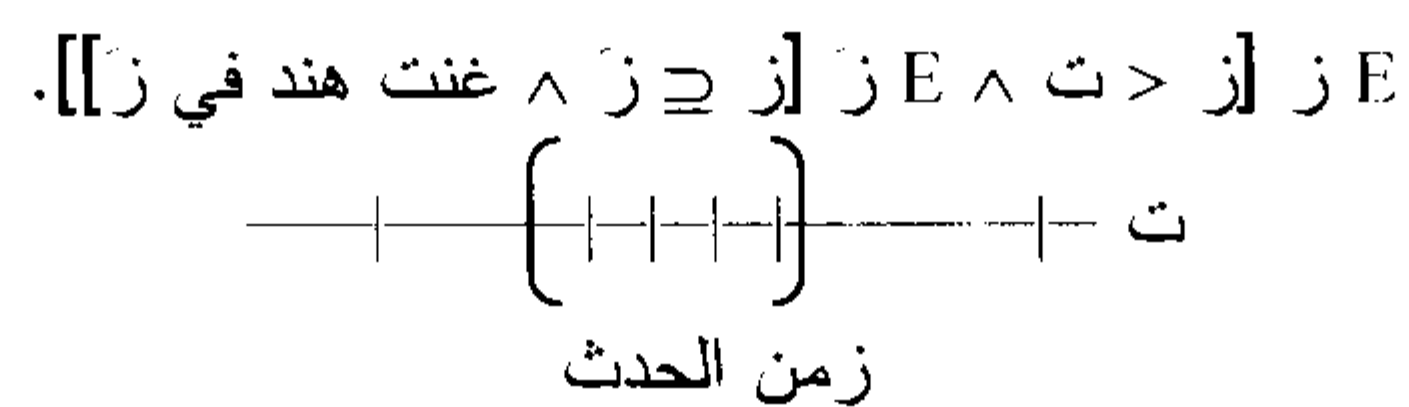 E ز [ز < ت ∧ E زَ [ز ⊇ زَ ∧ غنت هند في زَ]].
ت
زمن الحدث